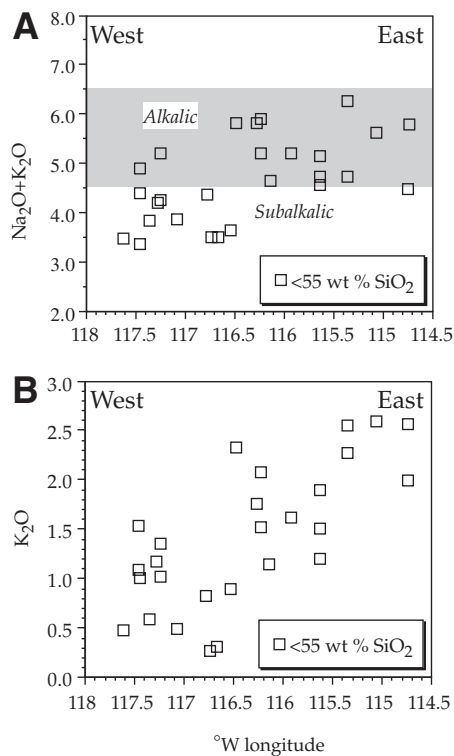 A
West East
8.0
7.0
6.0
5.0
4.0
3.0
2.0
Na₂O+K₂O
Alkalic
Subalkalic
<55 wt % SiO₂
118 117.5 117 116.5 116 115.5 115 114.5
B
West East
3.0
2.5
2.0
1.5
1.0
0.5
0.0
K₂O
<55 wt % SiO₂
118 117.5 117 116.5 116 115.5 115 114.5
°W longitude